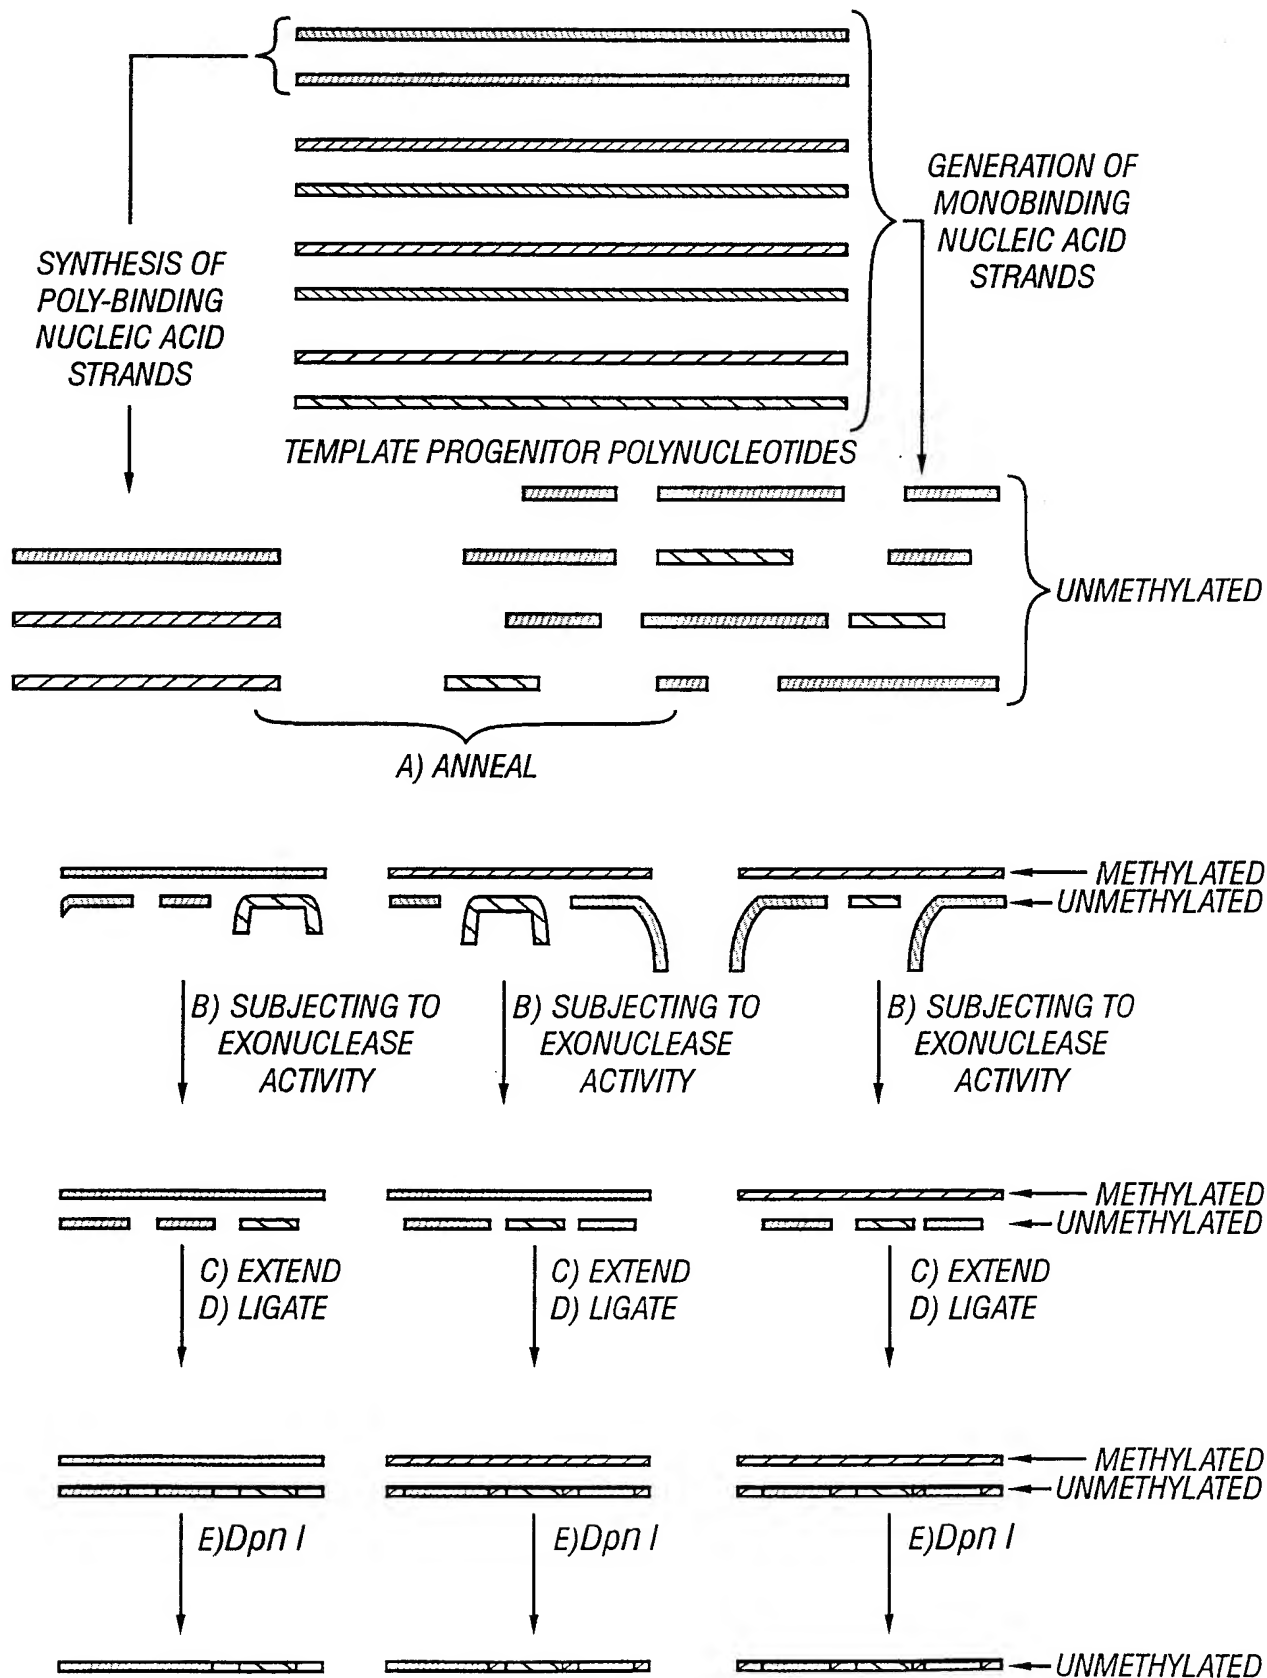 GENERATION OF
MONOBINDING
NUCLEIC ACID
STRANDS
SYNTHESIS OF
POLY-BINDING
NUCLEIC ACID
STRANDS
TEMPLATE PROGENITOR POLYNUCLEOTIDES
UNMETHYLATED
A) ANNEAL
METHYLATED
UNMETHYLATED
B) SUBJECTING TO
EXONUCLEASE
ACTIVITY
B) SUBJECTING TO
EXONUCLEASE
ACTIVITY
B) SUBJECTING TO
EXONUCLEASE
ACTIVITY
METHYLATED
UNMETHYLATED
C) EXTEND
D) LIGATE
C) EXTEND
D) LIGATE
C) EXTEND
D) LIGATE
METHYLATED
UNMETHYLATED
E)Dpn I
E)Dpn I
E)Dpn I
UNMETHYLATED